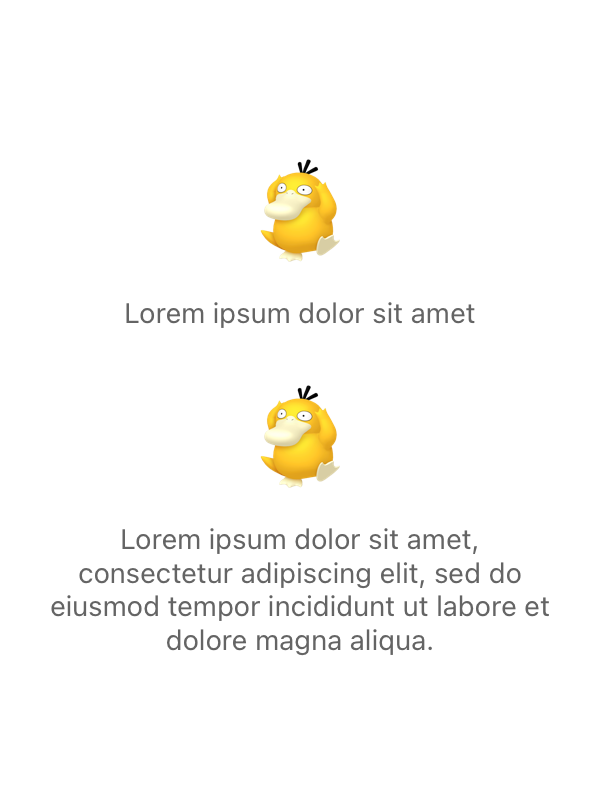 Lorem ipsum dolor sit amet
Lorem ipsum dolor sit amet,
consectetur adipiscing elit, sed do
eiusmod tempor incididunt ut labore et
dolore magna aliqua.